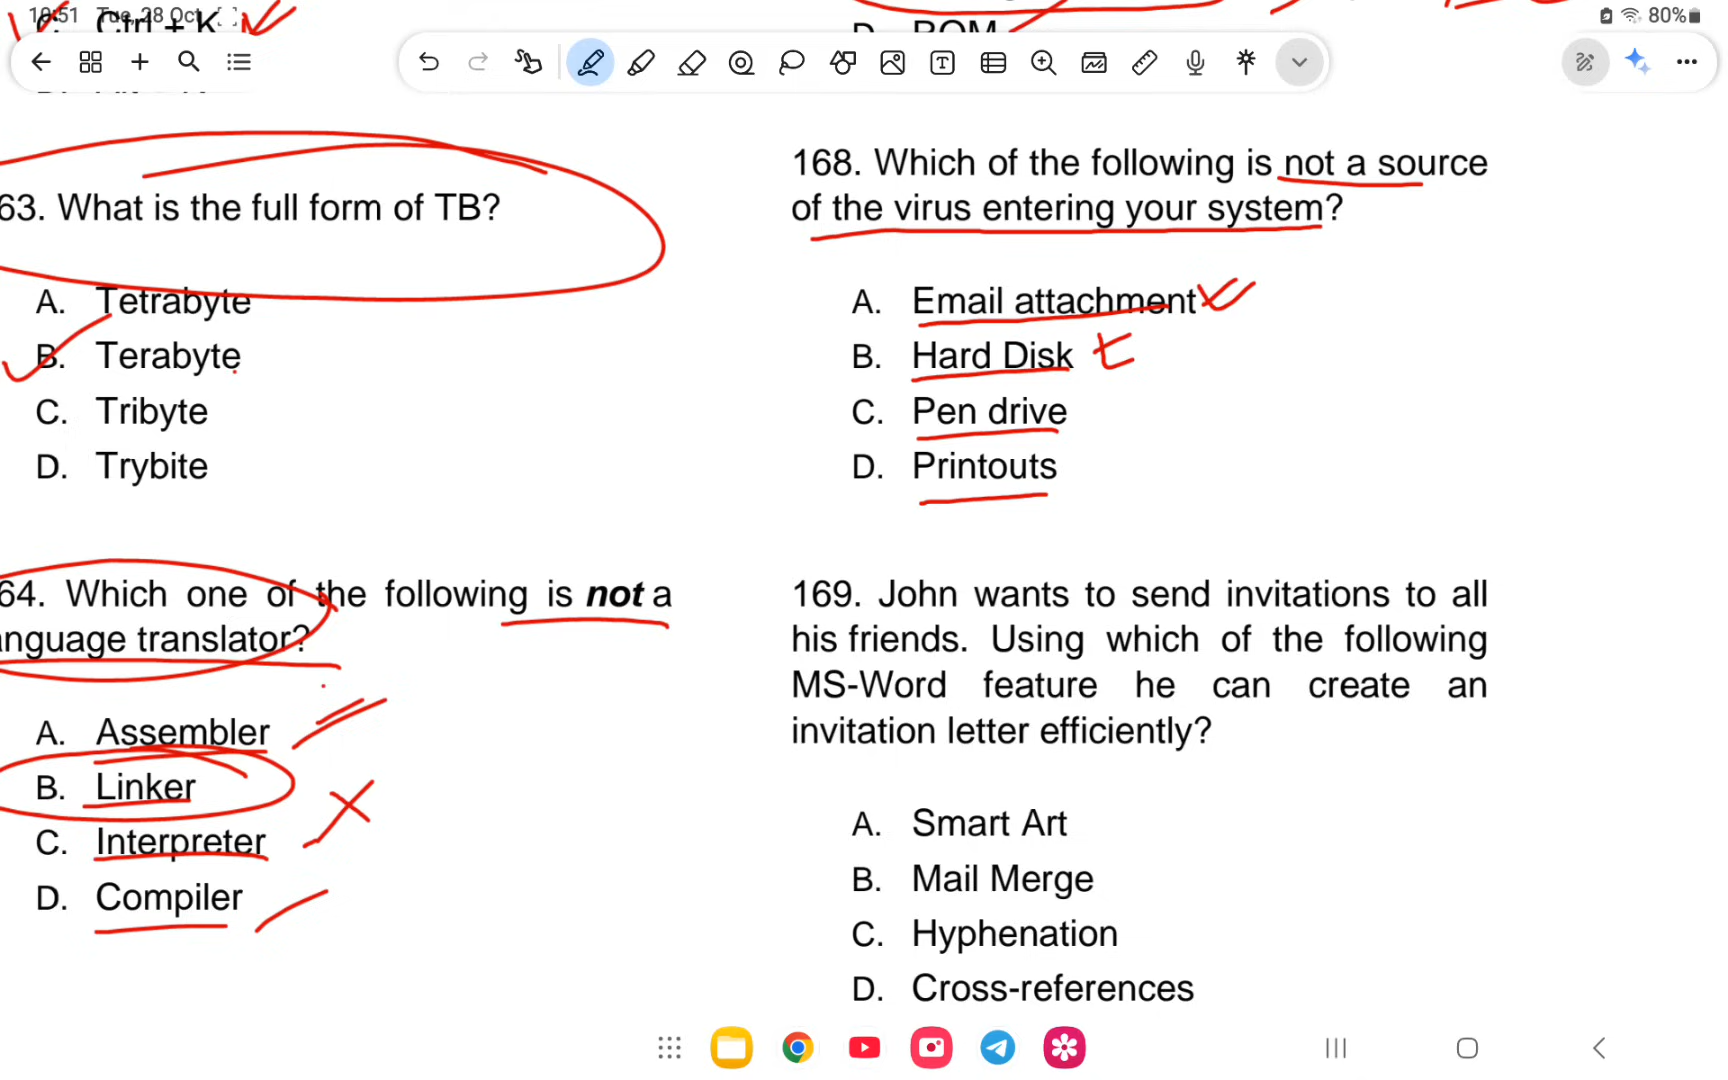 10:51 Tue, 28 Oct
80%
Ctrl + K
63. What is the full form of TB?
A. Tetrabyte
B. Terabyte
C. Tribyte
D. Trybite
64. Which one of the following is not a
anguage translator?
A. Assembler
B. Linker
C. Interpreter
D. Compiler
D. ROM
168. Which of the following is not a source
of the virus entering your system?
A. Email attachment
B. Hard Disk
C. Pen drive
D. Printouts
169. John wants to send invitations to all
his friends. Using which of the following
MS-Word feature he can create an
invitation letter efficiently?
A. Smart Art
B. Mail Merge
C. Hyphenation
D. Cross-references